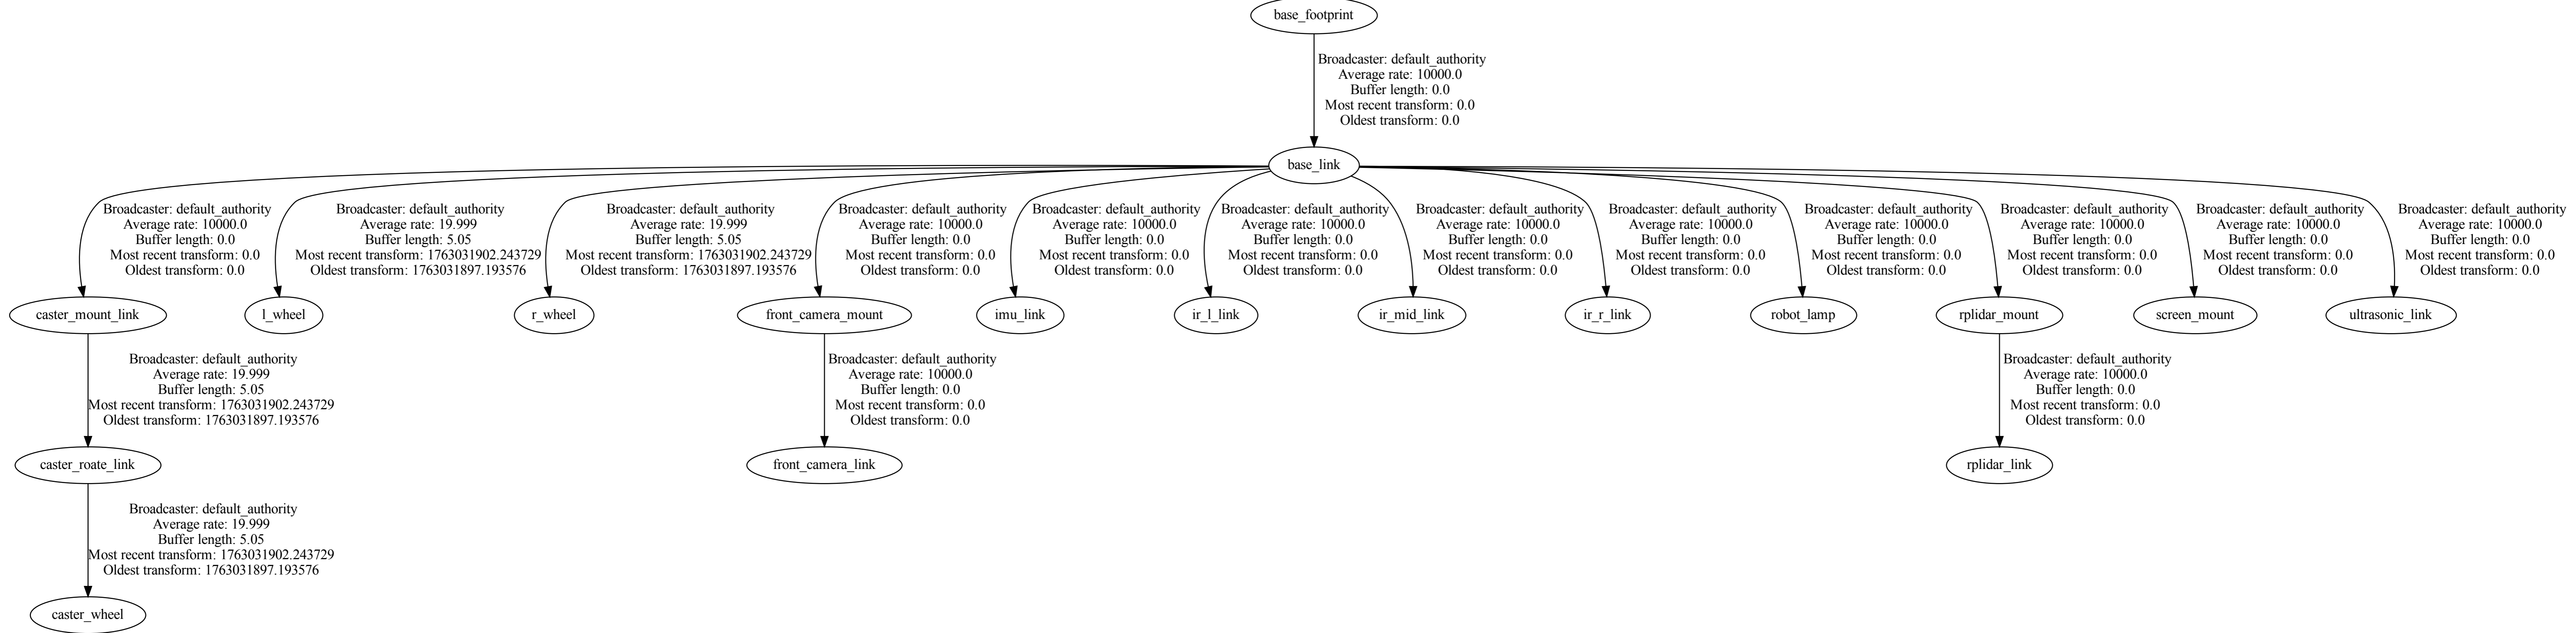 base_footprint
Broadcaster: default_authority
Average rate: 10000.0
Buffer length: 0.0
Most recent transform: 0.0
Oldest transform: 0.0
base_link
Broadcaster: default_authority
Average rate: 10000.0
Buffer length: 0.0
Most recent transform: 0.0
Oldest transform: 0.0
Broadcaster: default_authority
Average rate: 19.999
Buffer length: 5.05
Most recent transform: 1763031902.243729
Oldest transform: 1763031897.193576
Broadcaster: default_authority
Average rate: 19.999
Buffer length: 5.05
Most recent transform: 1763031902.243729
Oldest transform: 1763031897.193576
Broadcaster: default_authority
Average rate: 10000.0
Buffer length: 0.0
Most recent transform: 0.0
Oldest transform: 0.0
Broadcaster: default_authority
Average rate: 10000.0
Buffer length: 0.0
Most recent transform: 0.0
Oldest transform: 0.0
Broadcaster: default_authority
Average rate: 10000.0
Buffer length: 0.0
Most recent transform: 0.0
Oldest transform: 0.0
Broadcaster: default_authority
Average rate: 10000.0
Buffer length: 0.0
Most recent transform: 0.0
Oldest transform: 0.0
Broadcaster: default_authority
Average rate: 10000.0
Buffer length: 0.0
Most recent transform: 0.0
Oldest transform: 0.0
Broadcaster: default_authority
Average rate: 10000.0
Buffer length: 0.0
Most recent transform: 0.0
Oldest transform: 0.0
Broadcaster: default_authority
Average rate: 10000.0
Buffer length: 0.0
Most recent transform: 0.0
Oldest transform: 0.0
Broadcaster: default_authority
Average rate: 10000.0
Buffer length: 0.0
Most recent transform: 0.0
Oldest transform: 0.0
Broadcaster: default_authority
Average rate: 10000.0
Buffer length: 0.0
Most recent transform: 0.0
Oldest transform: 0.0
caster_mount_link
l_wheel
r_wheel
front_camera_mount
imu_link
ir_l_link
ir_mid_link
ir_r_link
robot_lamp
rplidar_mount
screen_mount
ultrasonic_link
Broadcaster: default_authority
Average rate: 19.999
Buffer length: 5.05
Most recent transform: 1763031902.243729
Oldest transform: 1763031897.193576
Broadcaster: default_authority
Average rate: 10000.0
Buffer length: 0.0
Most recent transform: 0.0
Oldest transform: 0.0
Broadcaster: default_authority
Average rate: 10000.0
Buffer length: 0.0
Most recent transform: 0.0
Oldest transform: 0.0
caster_roate_link
front_camera_link
rplidar_link
Broadcaster: default_authority
Average rate: 19.999
Buffer length: 5.05
Most recent transform: 1763031902.243729
Oldest transform: 1763031897.193576
caster_wheel